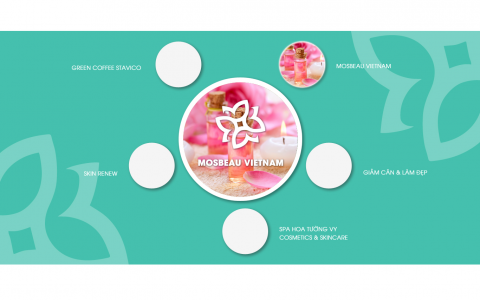 GREEN COFFEE STAVICO
MOSBEAU VIETNAM
MOSBEAU VIETNAM
SKIN RENEW
GIẢM CÂN & LÀM ĐẸP
SPA HOA TƯỜNG VY
COSMETICS & SKINCARE